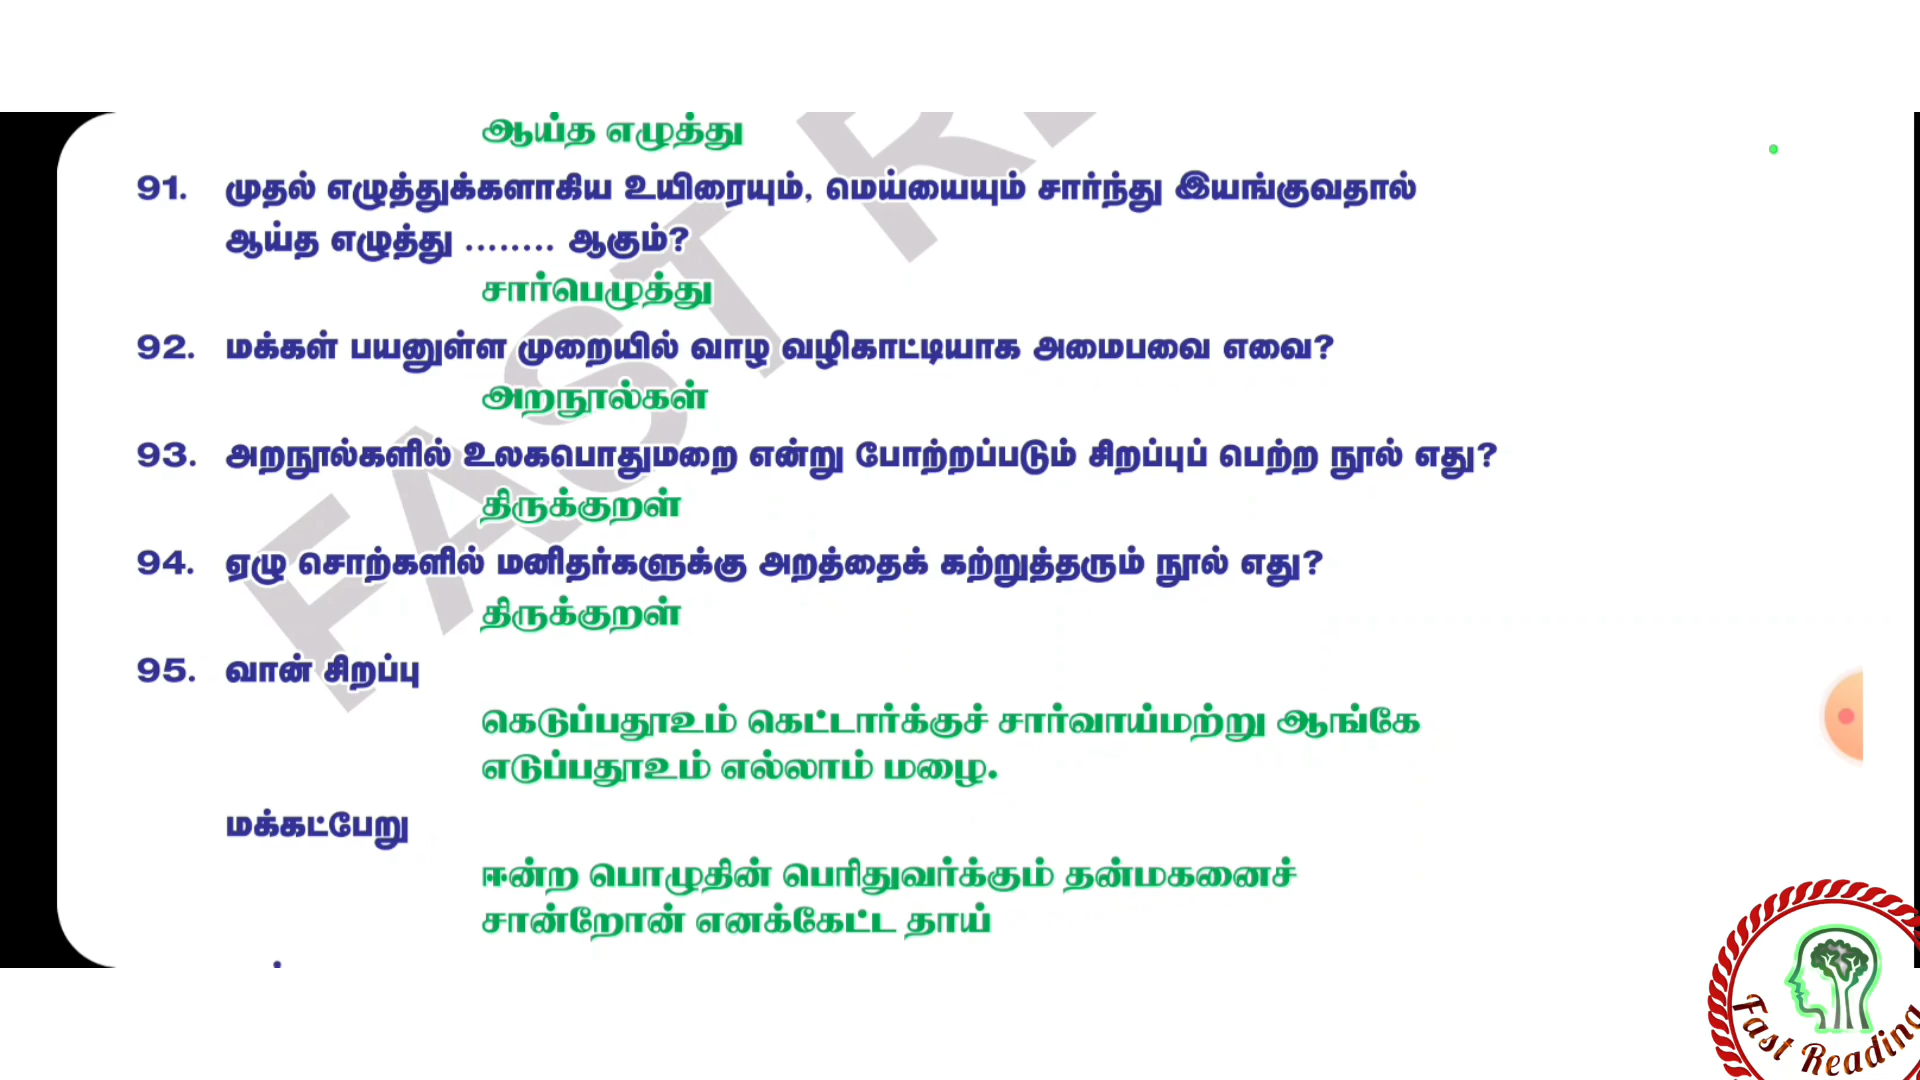 ஆய்த எழுத்து
91. முதல் எழுத்துக்களாகிய உயிரையும், மெய்யையும் சார்ந்து இயங்குவதால்
ஆய்த எழுத்து ........ ஆகும்?
சார்பெழுத்து
92. மக்கள் பயனுள்ள முறையில் வாழ வழிகாட்டியாக அமைபவை எவை?
அறநூல்கள்
93. அறநூல்களில் உலகபொதுமறை என்று போற்றப்படும் சிறப்புப் பெற்ற நூல் எது?
திருக்குறள்
94. ஏழு சொற்களில் மனிதர்களுக்கு அறத்தைக் கற்றுத்தரும் நூல் எது?
திருக்குறள்
95. வான் சிறப்பு
கெடுப்பதூஉம் கெட்டார்க்குச் சார்வாய்மற்று ஆங்கே
எடுப்பதூஉம் எல்லாம் மழை.
மக்கட்பேறு
ஈன்ற பொழுதின் பெரிதுவர்க்கும் தன்மகனைச்
சான்றோன் எனக்கேட்ட தாய்
FAST RE
Fast Reading